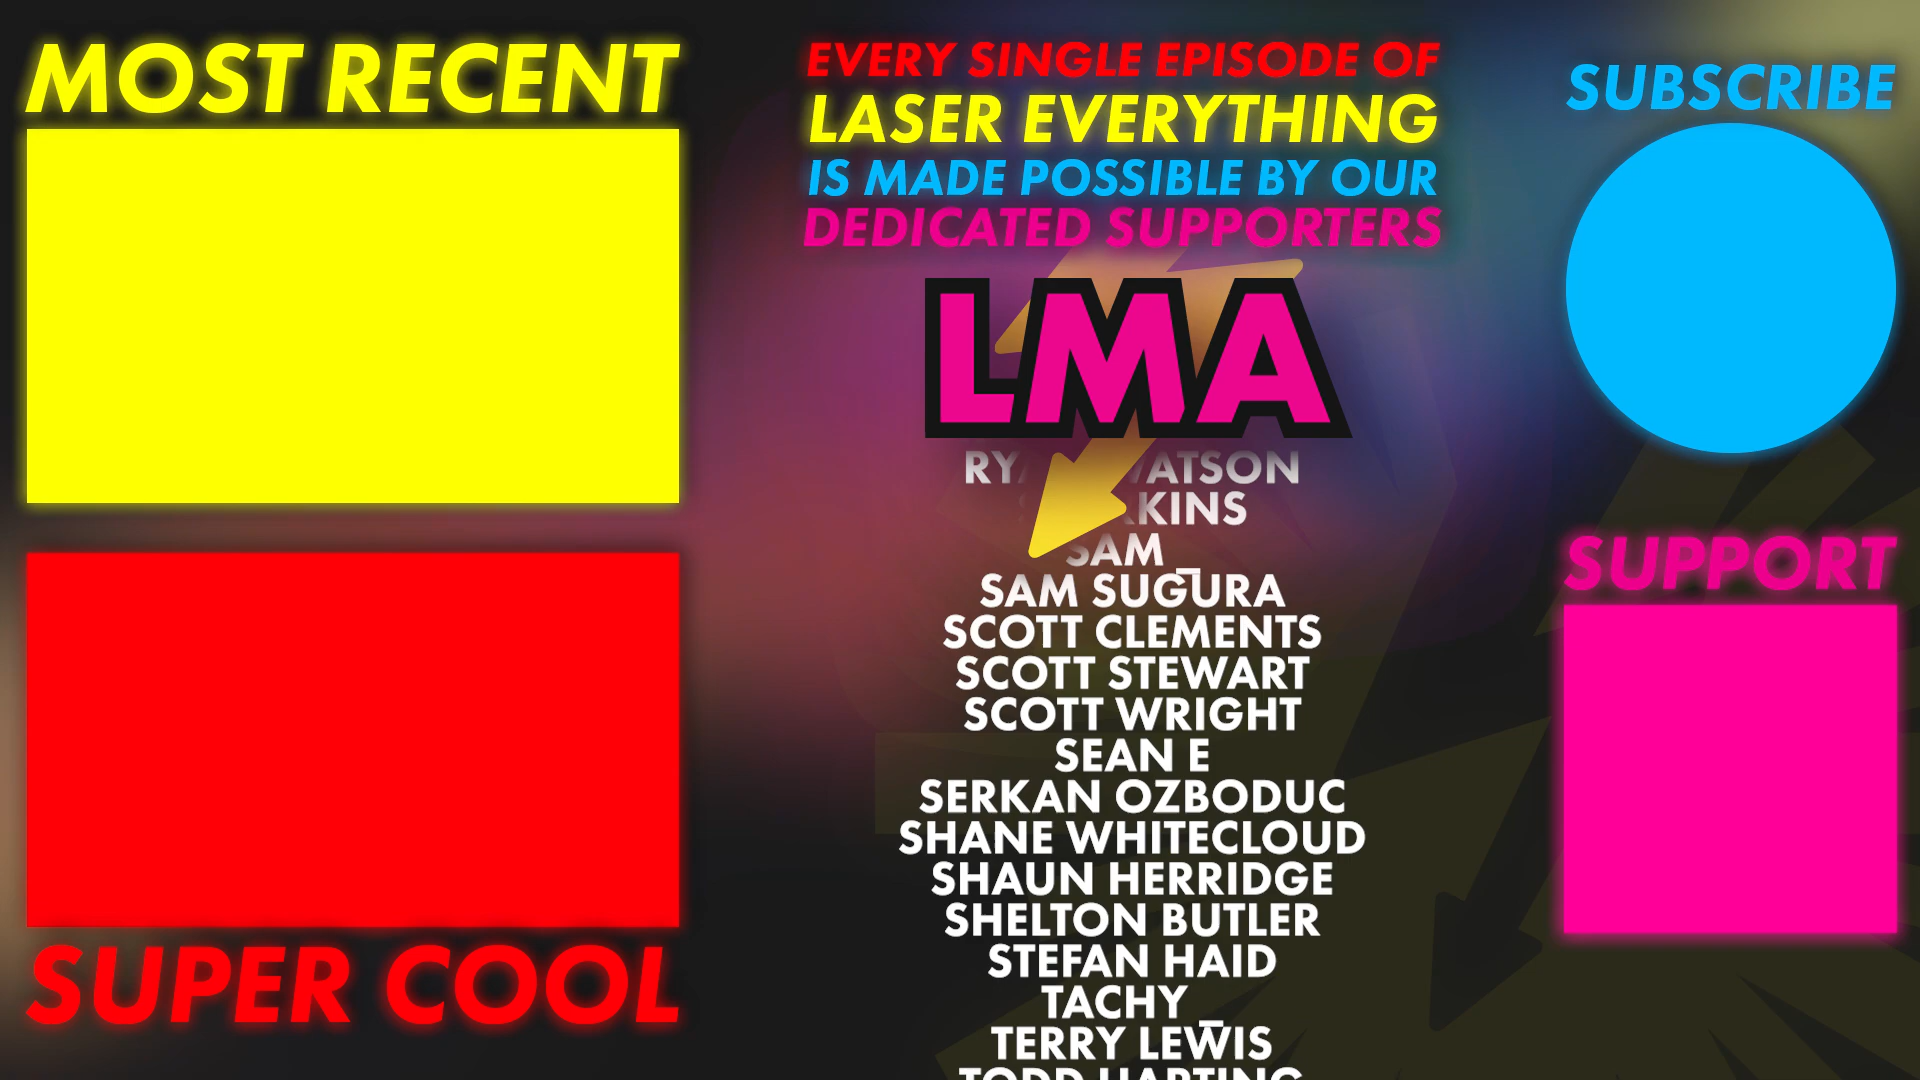 MOST RECENT
EVERY SINGLE EPISODE OF
LASER EVERYTHING
IS MADE POSSIBLE BY OUR
DEDICATED SUPPORTERS
SUBSCRIBE
LMA
SAM _
SAM SUGURA
SCOTT CLEMENTS
SCOTT STEWART
SCOTT WRIGHT
SEAN E
SERKAN OZBODUC
SHANE WHITECLOUD
SHAUN HERRIDGE
SHELTON BUTLER
STEFAN HAID
TACHY _
TERRY LEWIS
SUPPORT
SUPER COOL